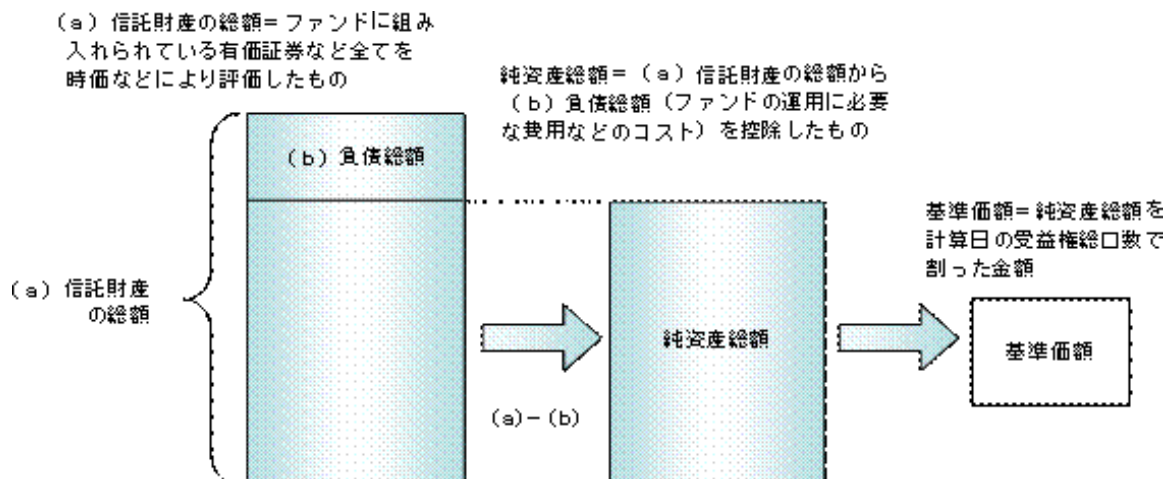 (a) 信託財産の総額=ファンドに組み
入れられている有価証券など全てを
時価などにより評価したもの
純資産総額=(a) 信託財産の総額から
(b) 負債総額(ファンドの運用に必要
な費用などのコスト)を控除したもの
(b) 負債総額
基準価額=純資産総額を
計算日の受益権総口数で
割った金額
(a) 信託財産
の総額
純資産総額
基準価額
(a)-(b)